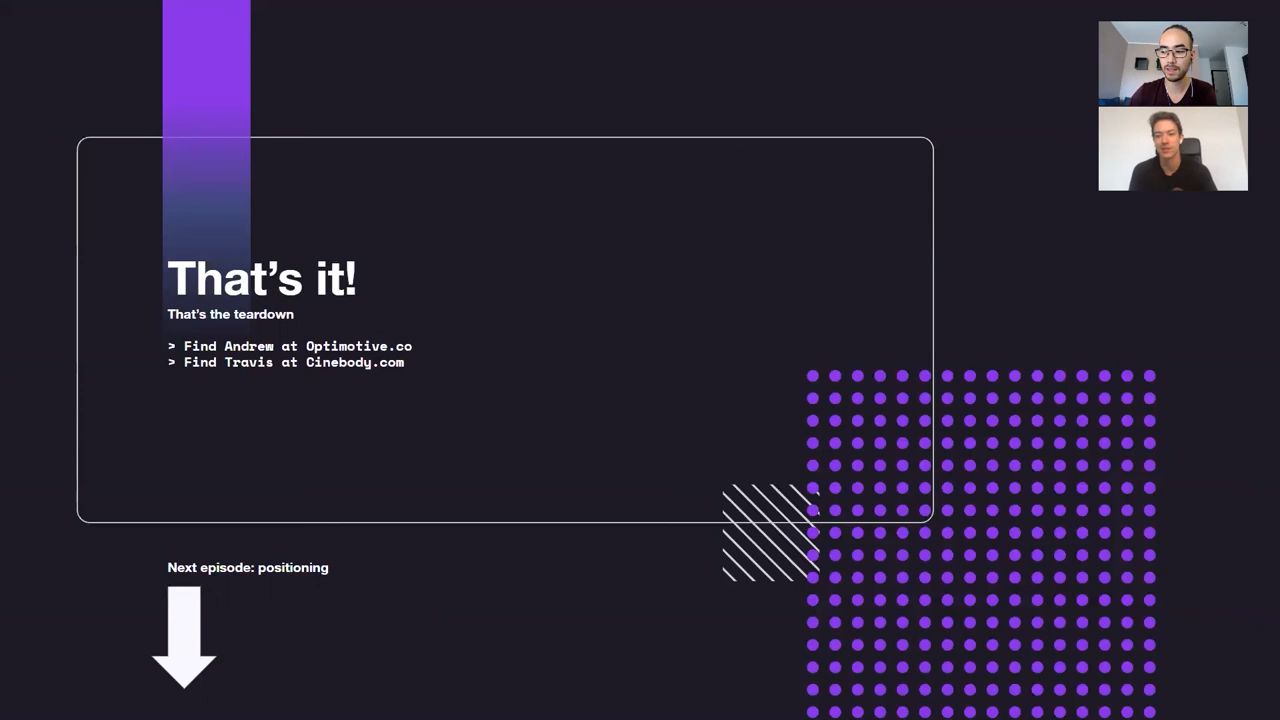 That’s it!
That’s the teardown
> Find Andrew at Optimotive.co
> Find Travis at Cinebody.com
Next episode: positioning